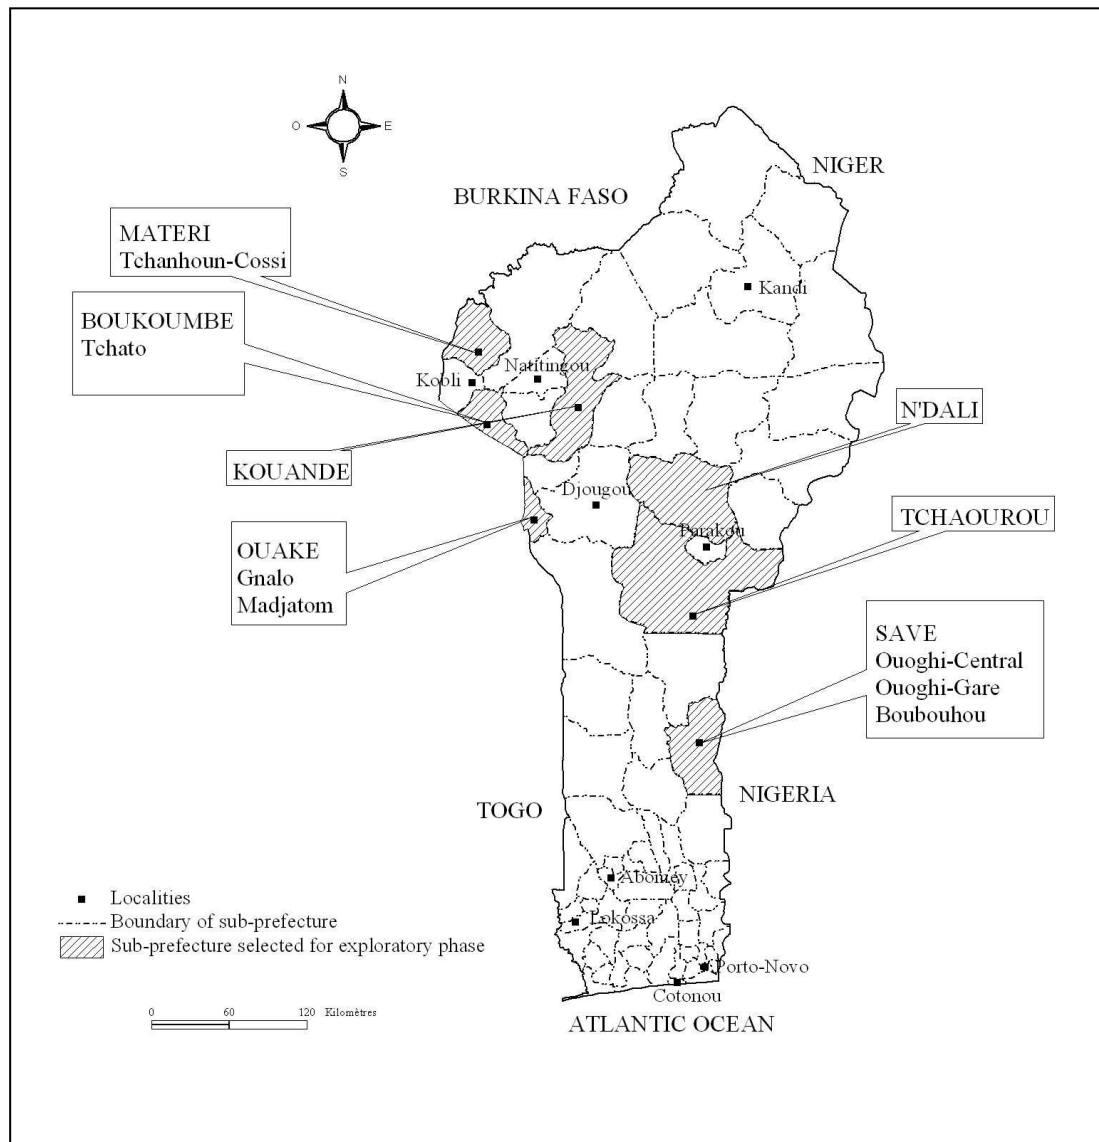 N
O
E
S
NIGER
BURKINA FASO
MATERI
Tchanhoun-Cossi
Kandi
BOUKOUMBE
Tchato
Natitingou
Kobli
N'DALI
KOUANDE
Djougou
TCHAOUROU
Parakou
OUAKE
Gnalo
Madjatom
SAVE
Ouoghi-Central
Ouoghi-Gare
Boubouhou
NIGERIA
TOGO
Abomey
Localities
Boundary of sub-prefecture
Sub-prefecture selected for exploratory phase
Lokossa
Porto-Novo
Cotonou
0 60 120 Kilomètres
ATLANTIC OCEAN